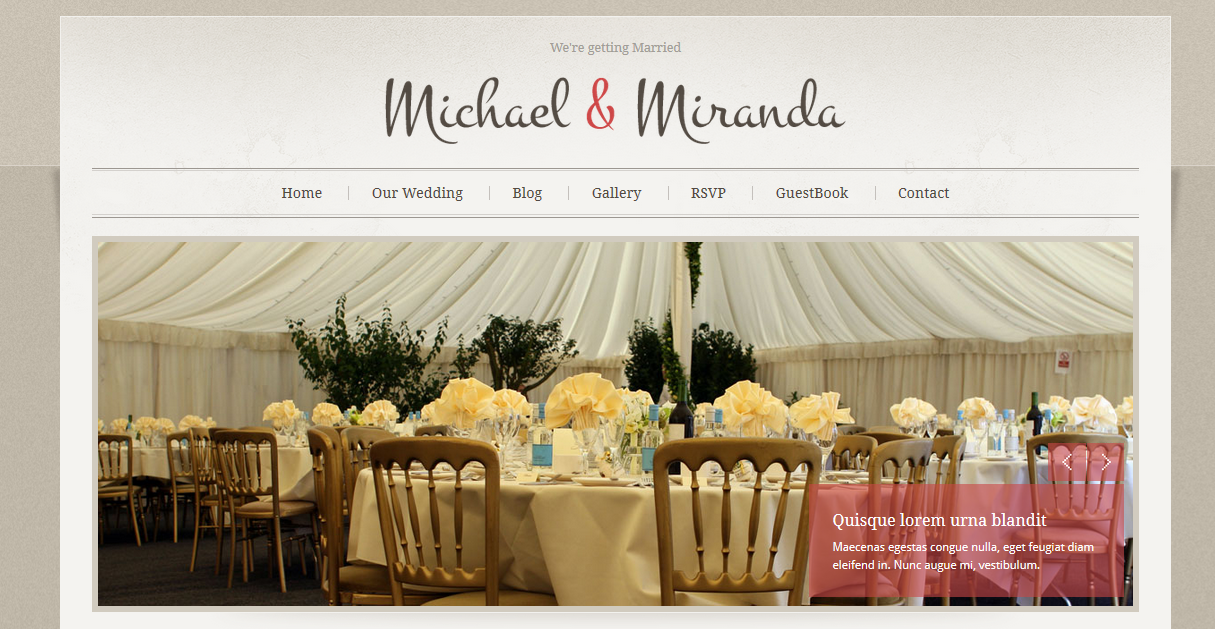 We're getting Married
Michael & Miranda
Home Our Wedding Blog Gallery RSVP GuestBook Contact
Quisque lorem urna blandit
Maecenas egestas congue nulla, eget feugiat diam
eleifend in. Nunc augue mi, vestibulum.